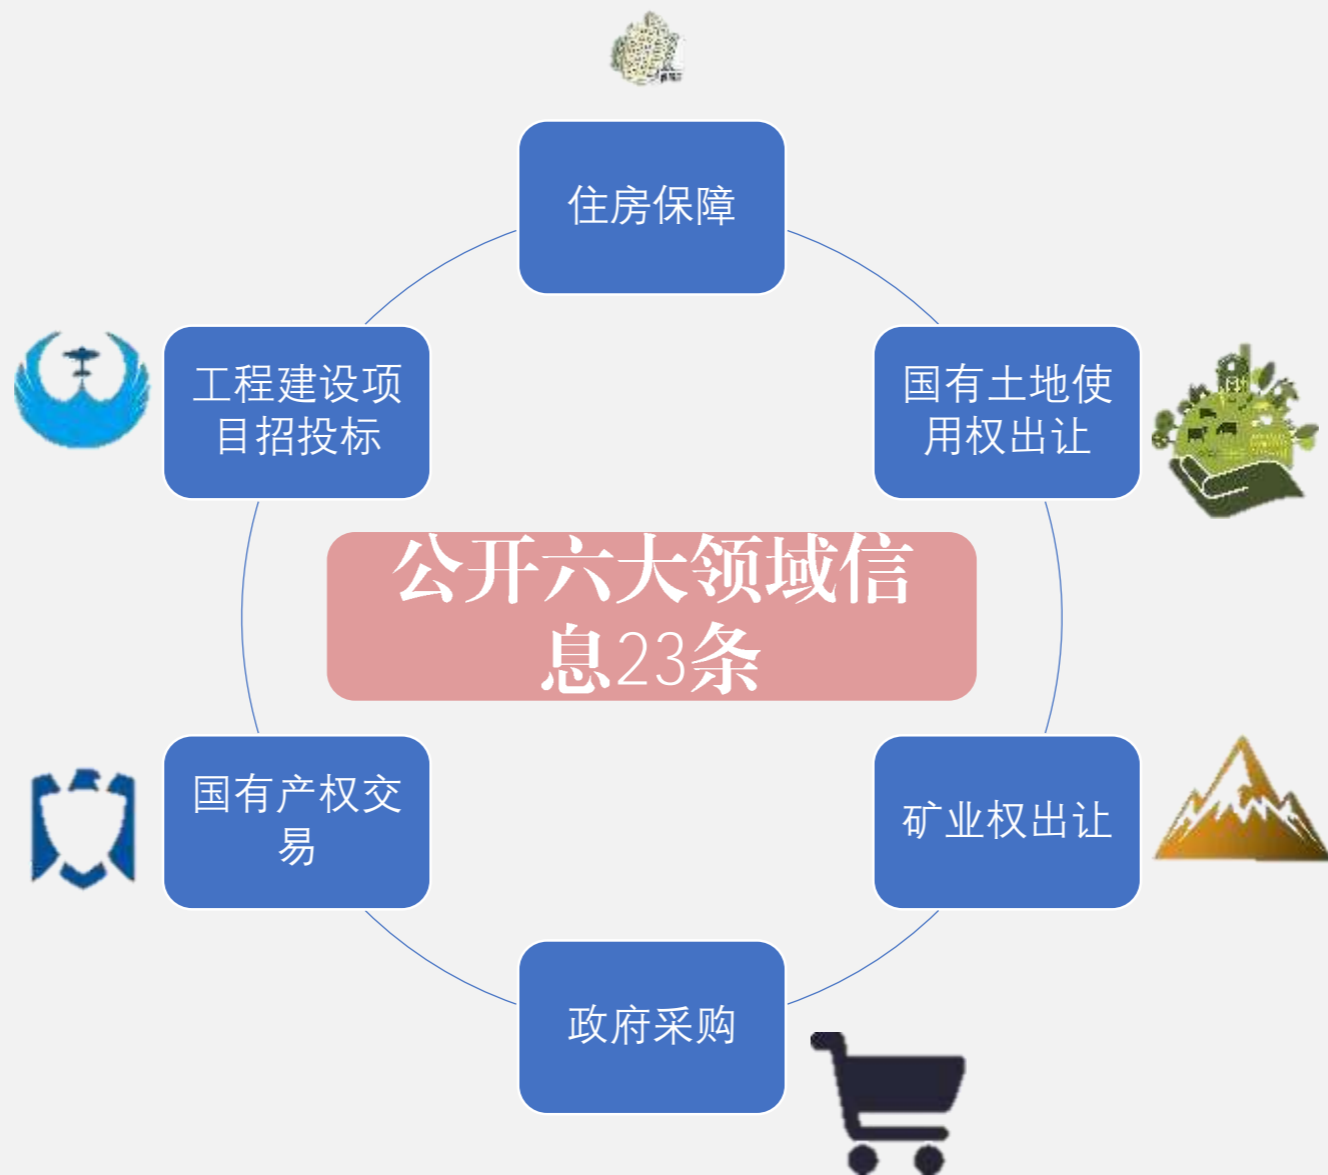 住房保障
工程建设项
目招投标
国有土地使
用权出让
公开六大领域信
息23条
国有产权交
易
矿业权出让
政府采购